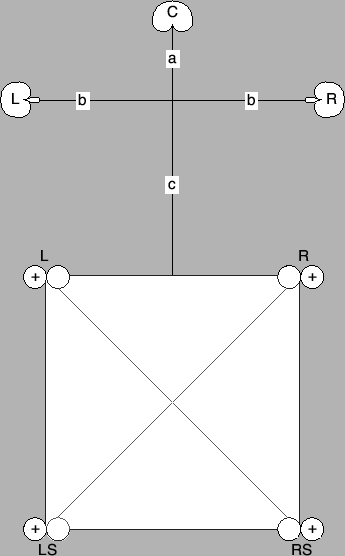 C
a
L b b R
c
L R
+ +
+ +
LS RS